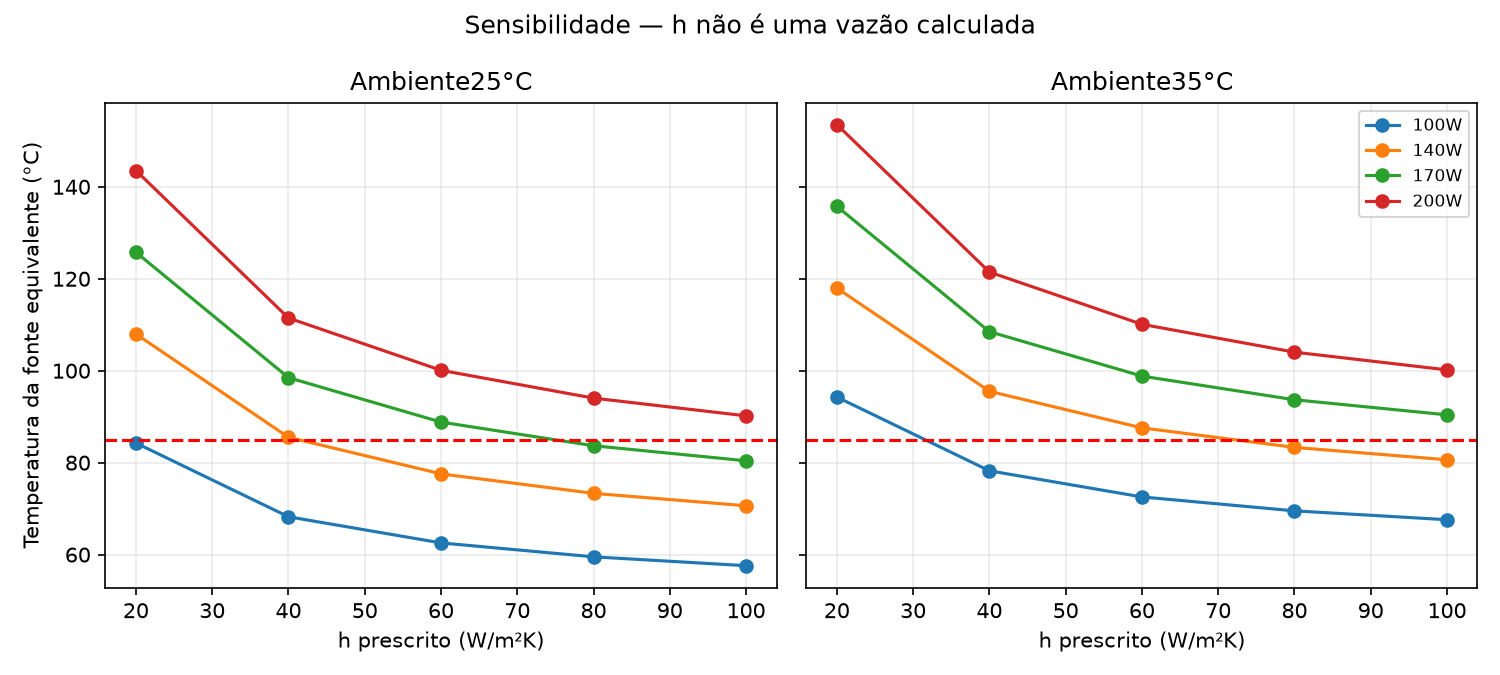 Sensibilidade — h não é uma vazão calculada
Ambiente25°C
Temperatura da fonte equivalente (°C)
140
120
100
80
60
20 30 40 50 60 70 80 90 100
h prescrito (W/m²K)
Ambiente35°C
100W
140W
170W
200W
20 30 40 50 60 70 80 90 100
h prescrito (W/m²K)